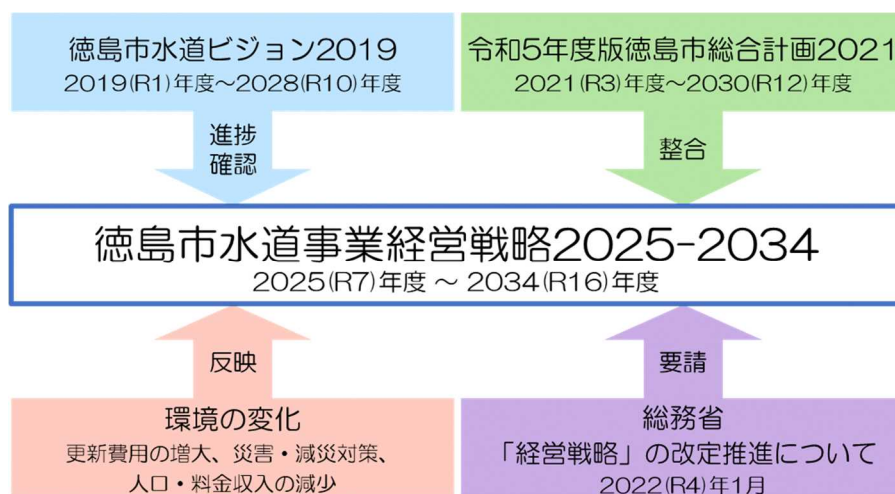 徳島市水道ビジョン2019
2019(R1)年度～2028(R10)年度
令和5年度版徳島市総合計画2021
2021(R3)年度～2030(R12)年度
進捗
確認
整合
徳島市水道事業経営戦略2025-2034
2025(R7)年度 ～ 2034(R16)年度
反映
要請
環境の変化
更新費用の増大、災害・減災対策、
人口・料金収入の減少
総務省
「経営戦略」の改定推進について
2022(R4)年1月